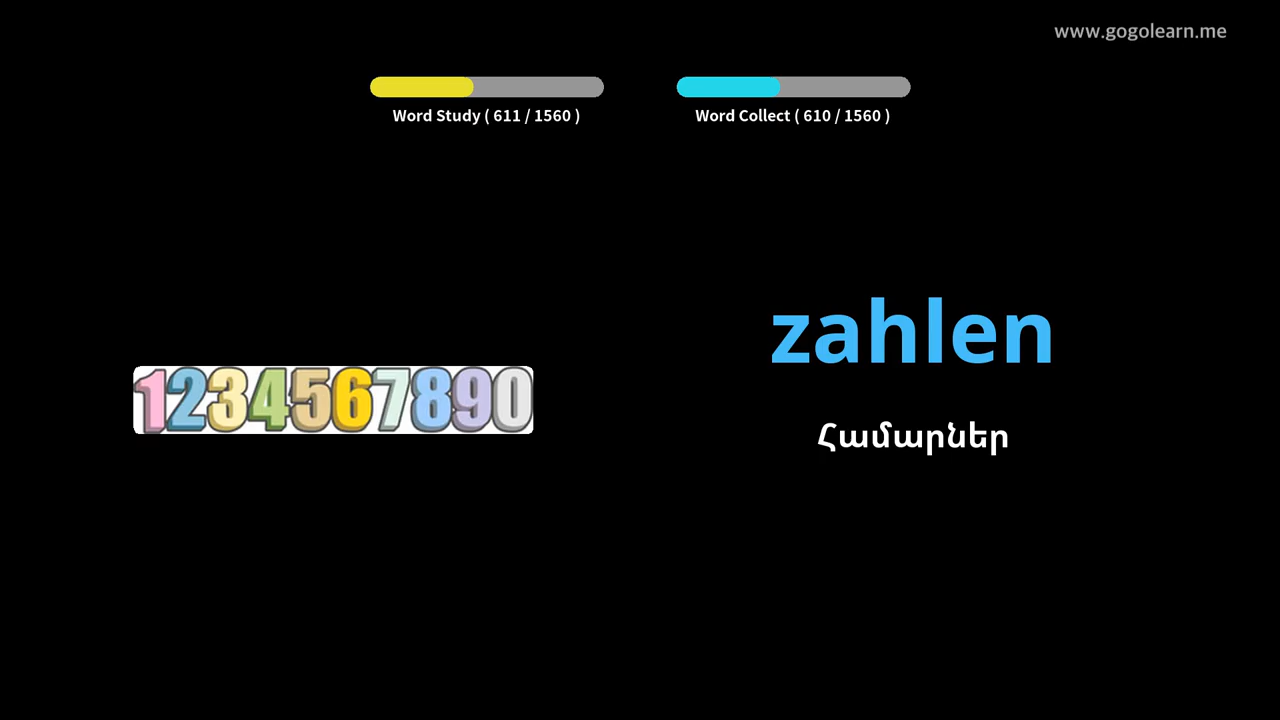 www.gogolearn.me
Word Study ( 611 / 1560 )
Word Collect ( 610 / 1560 )
zahlen
1234567890
Համարներ